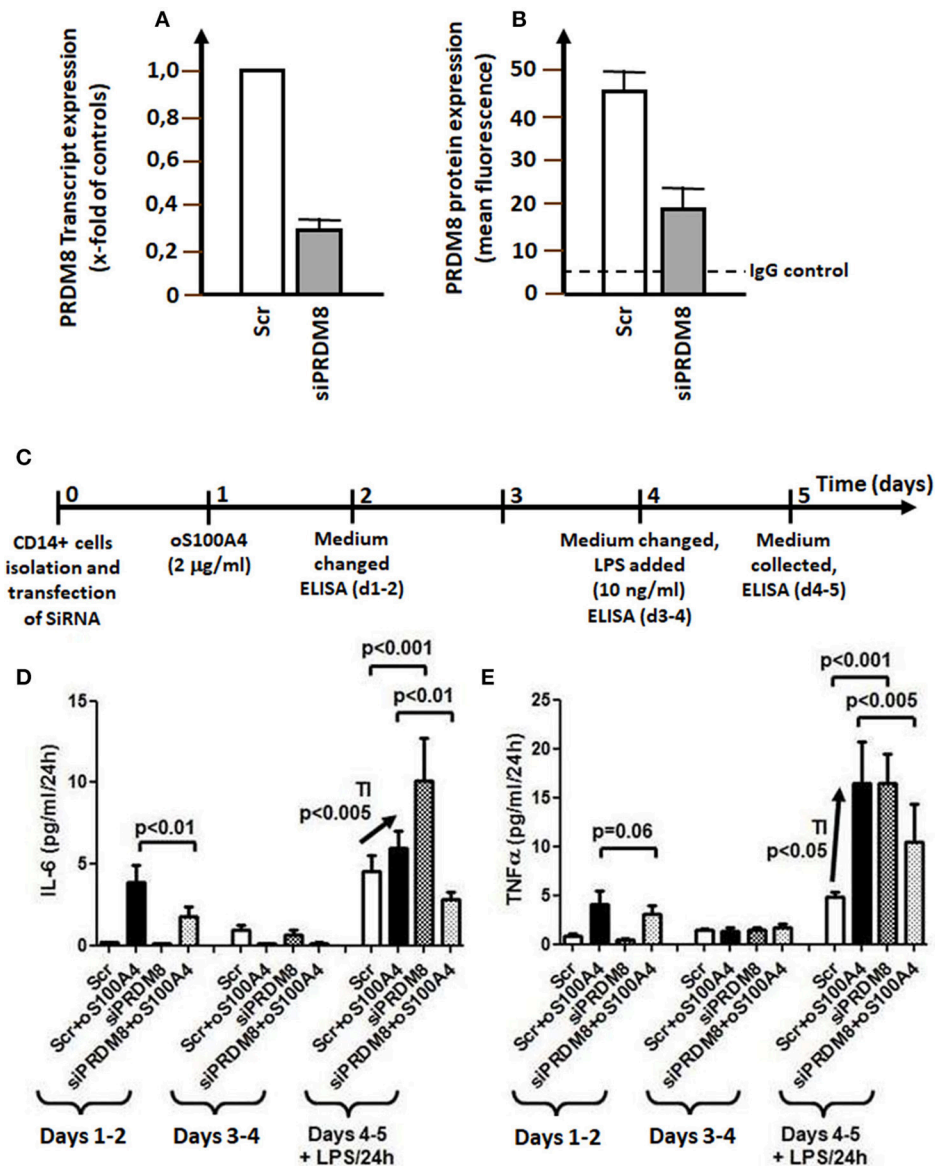 A
PRDM8 Transcript expression
(x-fold of controls)
1,0
0,8
0,6
0,4
0,2
0
Scr
siPRDM8
B
PRDM8 protein expression
(mean fluorescence)
50
40
30
20
10
0
IgG control
Scr
siPRDM8
C
0
1
2
3
4
5
Time (days)
CD14+ cells
isolation and
transfection
of SiRNA
oS100A4
(2 µg/ml)
Medium
changed
ELISA (d1-2)
Medium changed,
LPS added
(10 ng/ml)
ELISA (d3-4)
Medium
collected,
ELISA (d4-5)
D
IL-6 (pg/ml/24h)
15
10
5
0
p<0.01
TI
p<0.005
p<0.001
p<0.01
Scr
Scr+oS100A4
siPRDM8
siPRDM8+oS100A4
Scr
Scr+oS100A4
siPRDM8
siPRDM8+oS100A4
Scr
Scr+oS100A4
siPRDM8
siPRDM8+oS100A4
Days 1-2
Days 3-4
Days 4-5
+ LPS/24h
E
TNFα (pg/ml/24h)
25
20
15
10
5
0
p=0.06
TI
p<0.05
p<0.001
p<0.005
Scr
Scr+oS100A4
siPRDM8
siPRDM8+oS100A4
Scr
Scr+oS100A4
siPRDM8
siPRDM8+oS100A4
Scr
Scr+oS100A4
siPRDM8
siPRDM8+oS100A4
Days 1-2
Days 3-4
Days 4-5
+ LPS/24h